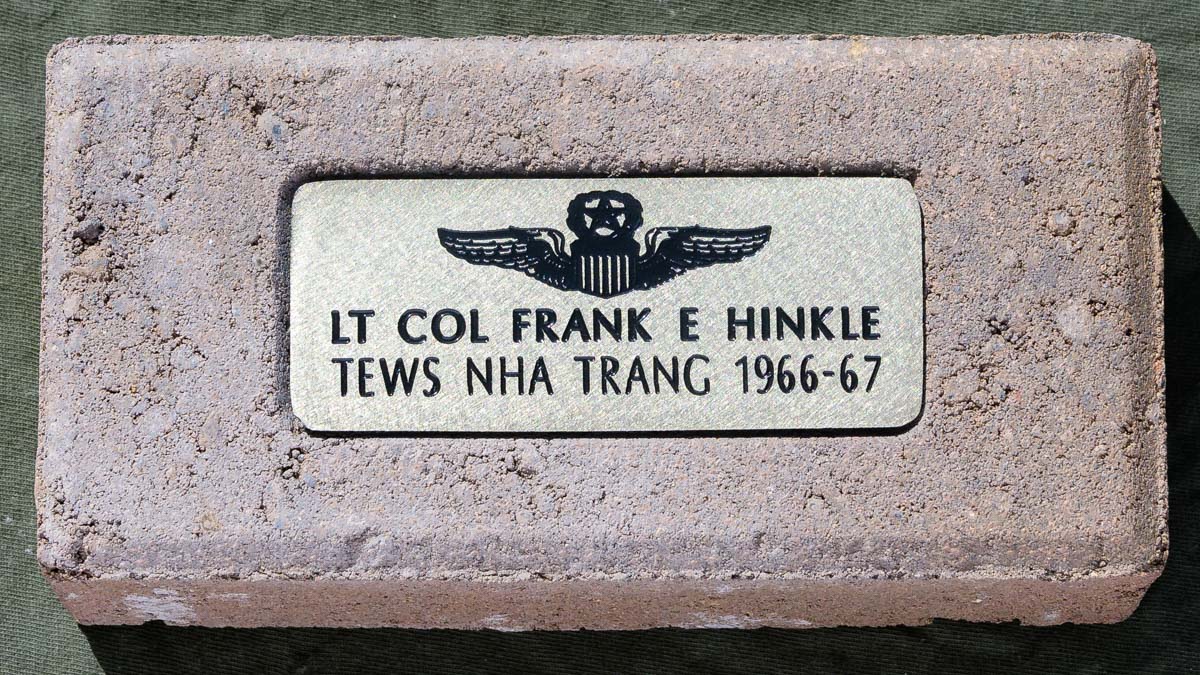 LT COL FRANK E HINKLE
TEWS NHA TRANG 1966-67